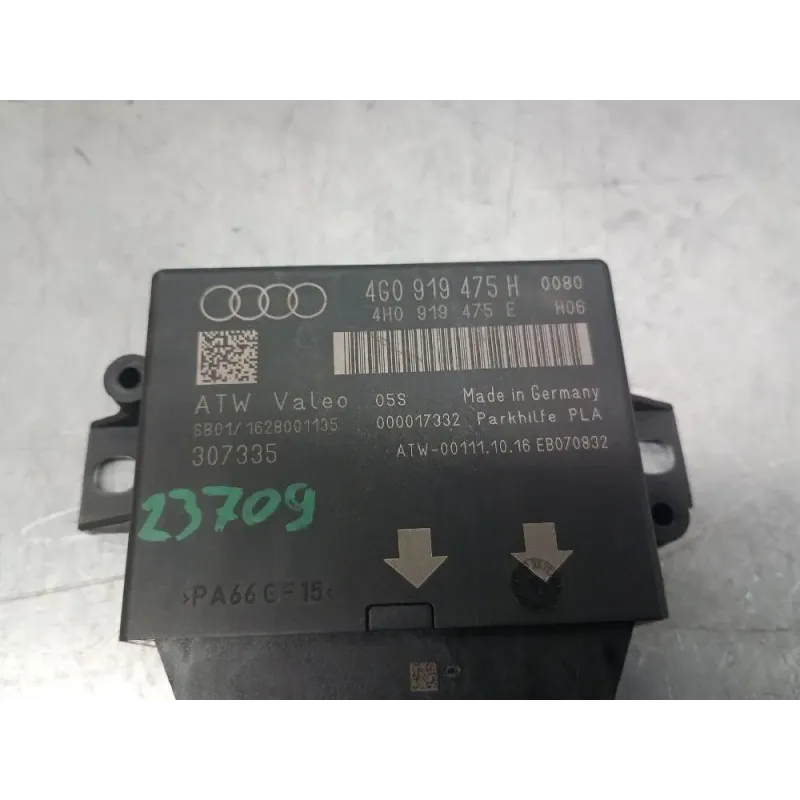 4G0 919 475 H 0080
4H0 919 475 E H06
ATW Valeo 05S Made in Germany
SB01/1628001135 000017332 Parkhilfe PLA
307335 ATW-00111.10.16 EB070832
23709
>PA66 GF15<